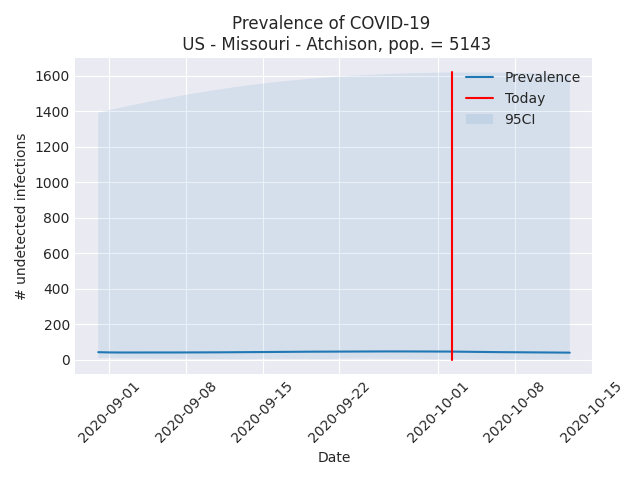 Prevalence of COVID-19
US - Missouri - Atchison, pop. = 5143
1600
1400
1200
1000
800
600
400
200
0
# undetected infections
Prevalence
Today
95CI
2020-09-01
2020-09-08
2020-09-15
2020-09-22
2020-10-01
2020-10-08
2020-10-15
Date